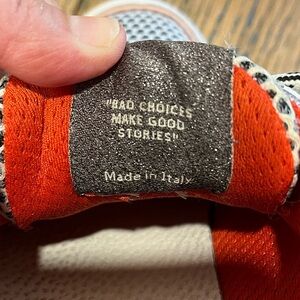 "BAD CHOICES
MAKE GOOD
STORIES"
Made in Italy